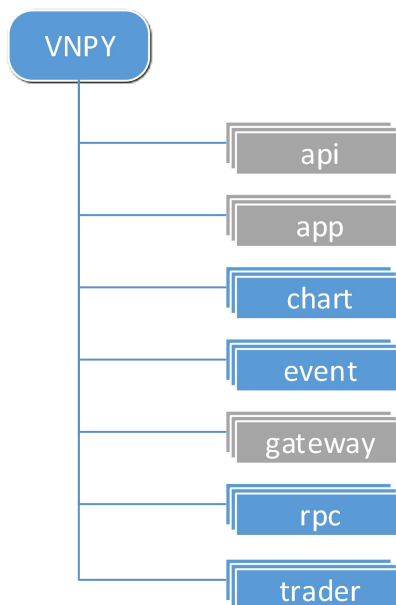 VNPY
api
app
chart
event
gateway
rpc
trader